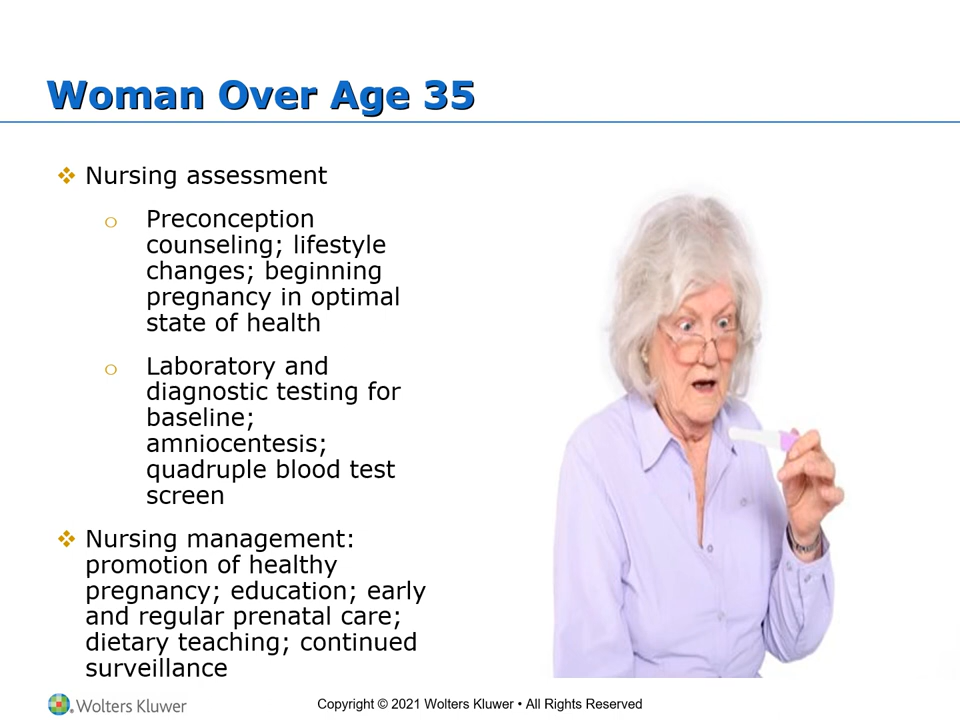 Woman Over Age 35
❖ Nursing assessment
o Preconception
counseling; lifestyle
changes; beginning
pregnancy in optimal
state of health
o Laboratory and
diagnostic testing for
baseline;
amniocentesis;
quadruple blood test
screen
❖ Nursing management:
promotion of healthy
pregnancy; education; early
and regular prenatal care;
dietary teaching; continued
surveillance
Wolters Kluwer
Copyright © 2021 Wolters Kluwer • All Rights Reserved